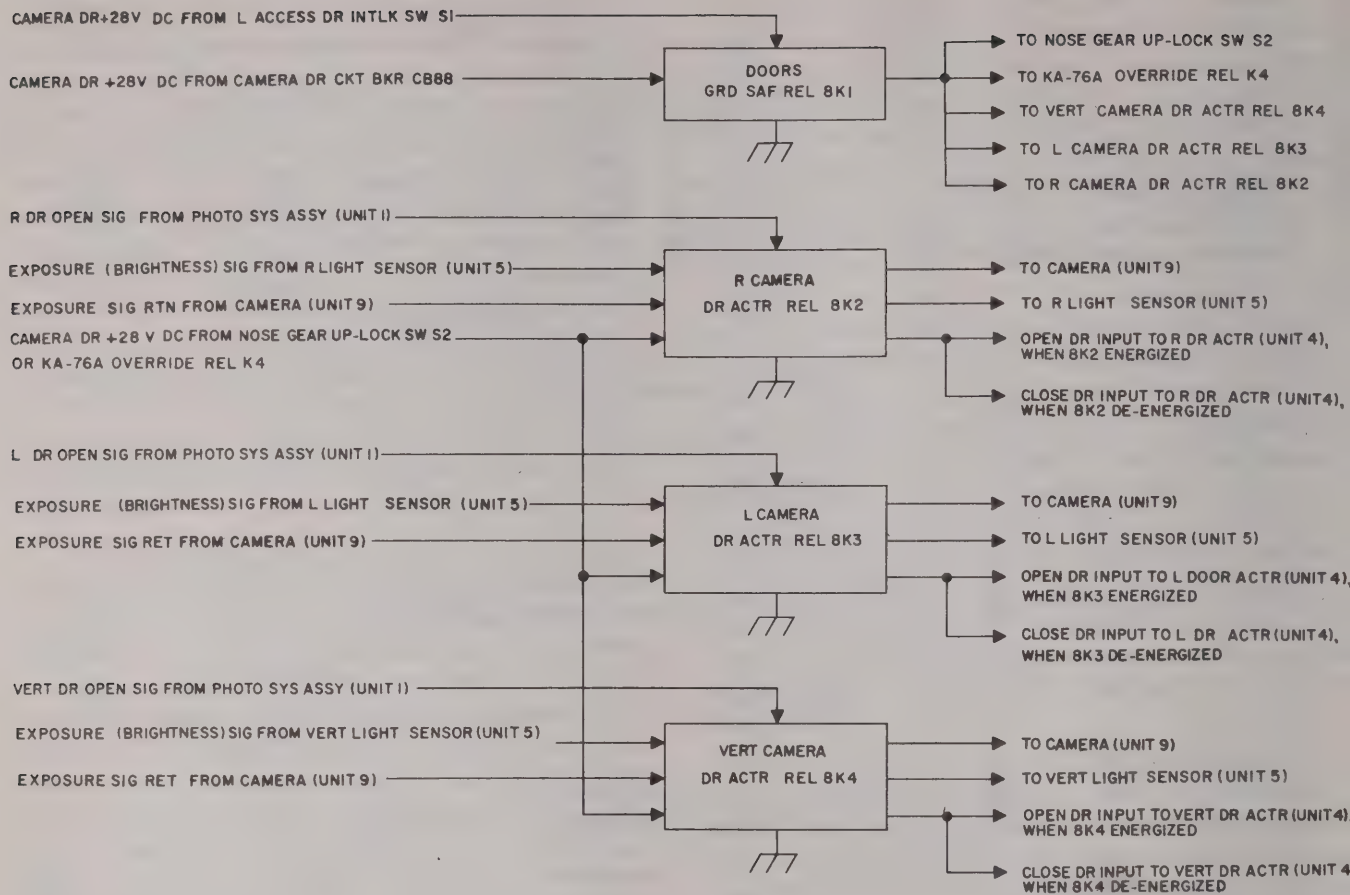 CAMERA DR+28V DC FROM L ACCESS DR INTLK SW S1
CAMERA DR +28V DC FROM CAMERA DR CKT BKR CB88
DOORS
GRD SAF REL 8K1
TO NOSE GEAR UP-LOCK SW S2
TO KA-76A OVERRIDE REL K4
TO VERT CAMERA DR ACTR REL 8K4
TO L CAMERA DR ACTR REL 8K3
TO R CAMERA DR ACTR REL 8K2
R DR OPEN SIG FROM PHOTO SYS ASSY (UNIT 1)
EXPOSURE (BRIGHTNESS) SIG FROM R LIGHT SENSOR (UNIT 5)
EXPOSURE SIG RTN FROM CAMERA (UNIT 9)
CAMERA DR +28 V DC FROM NOSE GEAR UP-LOCK SW S2
OR KA-76A OVERRIDE REL K4
R CAMERA
DR ACTR REL 8K2
TO CAMERA (UNIT 9)
TO R LIGHT SENSOR (UNIT 5)
OPEN DR INPUT TO R DR ACTR (UNIT 4),
WHEN 8K2 ENERGIZED
CLOSE DR INPUT TO R DR ACTR (UNIT4),
WHEN 8K2 DE-ENERGIZED
L DR OPEN SIG FROM PHOTO SYS ASSY (UNIT 1)
EXPOSURE (BRIGHTNESS) SIG FROM L LIGHT SENSOR (UNIT 5)
EXPOSURE SIG RET FROM CAMERA (UNIT 9)
L CAMERA
DR ACTR REL 8K3
TO CAMERA (UNIT 9)
TO L LIGHT SENSOR (UNIT 5)
OPEN DR INPUT TO L DOOR ACTR (UNIT 4),
WHEN 8K3 ENERGIZED
CLOSE DR INPUT TO L DR ACTR (UNIT4),
WHEN 8K3 DE-ENERGIZED
VERT DR OPEN SIG FROM PHOTO SYS ASSY (UNIT 1)
EXPOSURE (BRIGHTNESS) SIG FROM VERT LIGHT SENSOR (UNIT 5)
EXPOSURE SIG RET FROM CAMERA (UNIT 9)
VERT CAMERA
DR ACTR REL 8K4
TO CAMERA (UNIT 9)
TO VERT LIGHT SENSOR (UNIT 5)
OPEN DR INPUT TO VERT DR ACTR (UNIT4)
WHEN 8K4 ENERGIZED
CLOSE DR INPUT TO VERT DR ACTR (UNIT 4
WHEN 8K4 DE-ENERGIZED